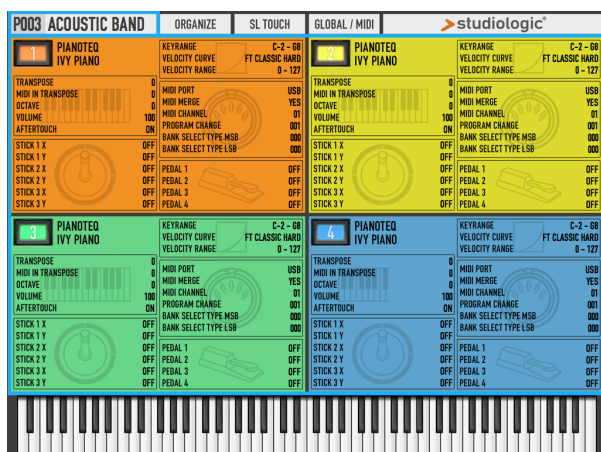 P003 ACOUSTIC BAND ORGANIZE SL TOUCH GLOBAL / MIDI studiologic®
1 PIANOTEQ
IVY PIANO
KEYRANGE C-2 – G8
VELOCITY CURVE FT CLASSIC HARD
VELOCITY RANGE 0 – 127
TRANSPOSE 0
MIDI IN TRANSPOSE 0
OCTAVE 0
VOLUME 100
AFTERTOUCH ON
MIDI PORT USB
MIDI MERGE YES
MIDI CHANNEL 01
PROGRAM CHANGE 001
BANK SELECT TYPE MSB 000
BANK SELECT TYPE LSB 000
STICK 1 X OFF
STICK 1 Y OFF
STICK 2 X OFF
STICK 2 Y OFF
STICK 3 X OFF
STICK 3 Y OFF
PEDAL 1 OFF
PEDAL 2 OFF
PEDAL 3 OFF
PEDAL 4 OFF
2 PIANOTEQ
IVY PIANO
KEYRANGE C-2 – G8
VELOCITY CURVE FT CLASSIC HARD
VELOCITY RANGE 0 – 127
TRANSPOSE 0
MIDI IN TRANSPOSE 0
OCTAVE 0
VOLUME 100
AFTERTOUCH ON
MIDI PORT USB
MIDI MERGE YES
MIDI CHANNEL 01
PROGRAM CHANGE 001
BANK SELECT TYPE MSB 000
BANK SELECT TYPE LSB 000
STICK 1 X OFF
STICK 1 Y OFF
STICK 2 X OFF
STICK 2 Y OFF
STICK 3 X OFF
STICK 3 Y OFF
PEDAL 1 OFF
PEDAL 2 OFF
PEDAL 3 OFF
PEDAL 4 OFF
3 PIANOTEQ
IVY PIANO
KEYRANGE C-2 – G8
VELOCITY CURVE FT CLASSIC HARD
VELOCITY RANGE 0 – 127
TRANSPOSE 0
MIDI IN TRANSPOSE 0
OCTAVE 0
VOLUME 100
AFTERTOUCH ON
MIDI PORT USB
MIDI MERGE YES
MIDI CHANNEL 01
PROGRAM CHANGE 001
BANK SELECT TYPE MSB 000
BANK SELECT TYPE LSB 000
STICK 1 X OFF
STICK 1 Y OFF
STICK 2 X OFF
STICK 2 Y OFF
STICK 3 X OFF
STICK 3 Y OFF
PEDAL 1 OFF
PEDAL 2 OFF
PEDAL 3 OFF
PEDAL 4 OFF
4 PIANOTEQ
IVY PIANO
KEYRANGE C-2 – G8
VELOCITY CURVE FT CLASSIC HARD
VELOCITY RANGE 0 – 127
TRANSPOSE 0
MIDI IN TRANSPOSE 0
OCTAVE 0
VOLUME 100
AFTERTOUCH ON
MIDI PORT USB
MIDI MERGE YES
MIDI CHANNEL 01
PROGRAM CHANGE 001
BANK SELECT TYPE MSB 000
BANK SELECT TYPE LSB 000
STICK 1 X OFF
STICK 1 Y OFF
STICK 2 X OFF
STICK 2 Y OFF
STICK 3 X OFF
STICK 3 Y OFF
PEDAL 1 OFF
PEDAL 2 OFF
PEDAL 3 OFF
PEDAL 4 OFF